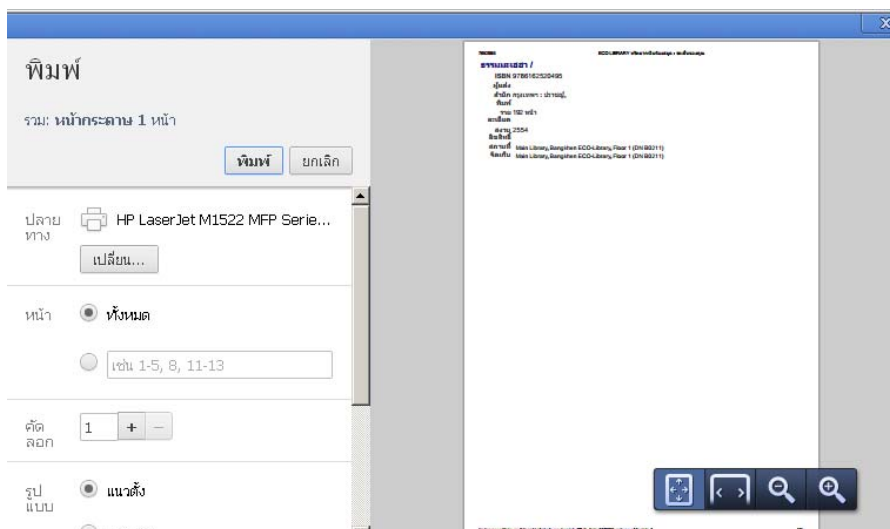 พิมพ์
รวม: หน้ากระดาษ 1 หน้า
พิมพ์ ยกเลิก
ปลายทาง HP LaserJet M1522 MFP Serie...
เปลี่ยน...
หน้า ทั้งหมด
เช่น 1-5, 8, 11-13
คัดลอก 1 + −
รูปแบบ แนวตั้ง
ISBN 9786162520495
192 หน้า
2554
Main Library, Bangkhen ECO-Library, Floor 1 (DN B0211)
Main Library, Bangkhen ECO-Library, Floor 1 (DN B0211)